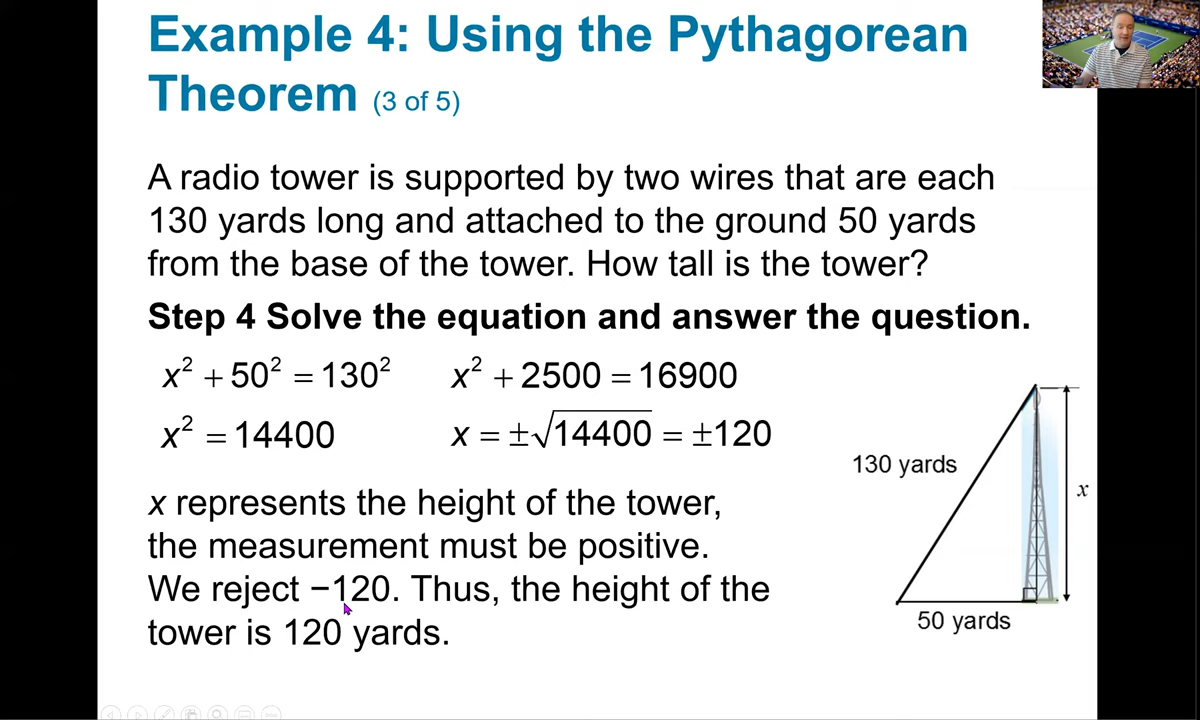 Example 4: Using the Pythagorean
Theorem (3 of 5)
A radio tower is supported by two wires that are each
130 yards long and attached to the ground 50 yards
from the base of the tower. How tall is the tower?
Step 4 Solve the equation and answer the question.
x² + 50² = 130² x² + 2500 = 16900
x² = 14400 x = ±√14400 = ±120
x represents the height of the tower,
the measurement must be positive.
We reject −120. Thus, the height of the
tower is 120 yards.
130 yards
x
50 yards